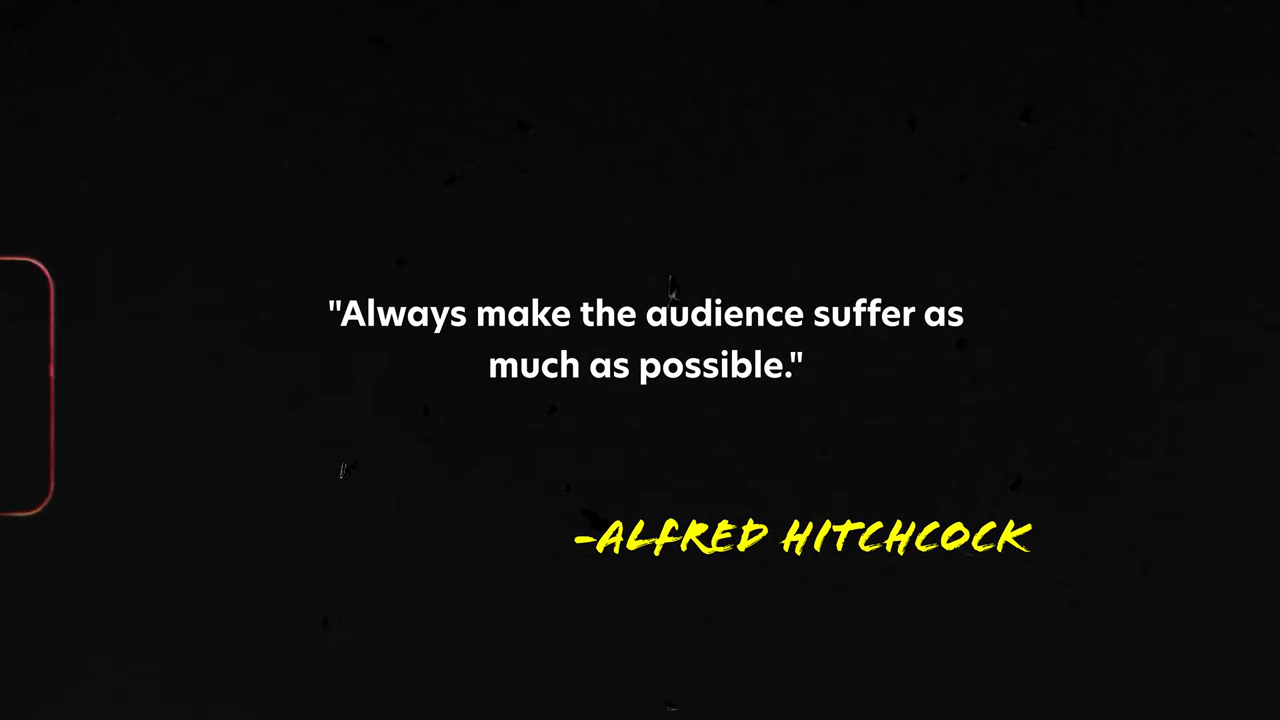 "Always make the audience suffer as
much as possible."
-ALFRED HITCHCOCK